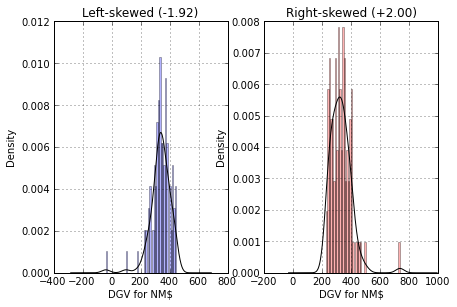 Left-skewed (-1.92)
Right-skewed (+2.00)
0.012
0.010
0.008
0.006
0.004
0.002
0.000
Density
−400 −200 0 200 400 600 800
DGV for NM$
0.008
0.007
0.006
0.005
0.004
0.003
0.002
0.001
0.000
Density
−200 0 200 400 600 800 1000
DGV for NM$